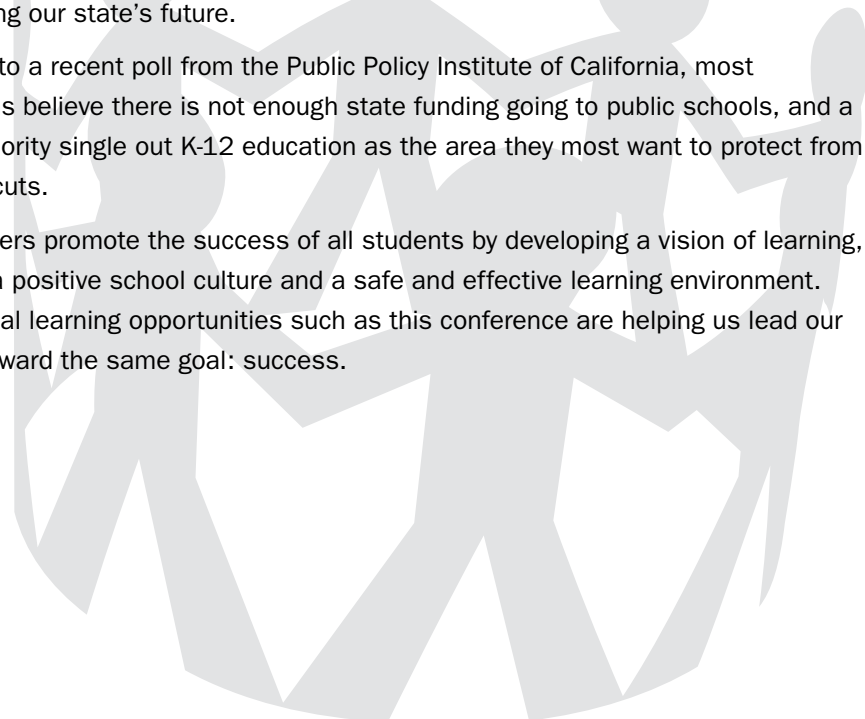 ng our state’s future.
to a recent poll from the Public Policy Institute of California, most
s believe there is not enough state funding going to public schools, and a
ority single out K-12 education as the area they most want to protect from
cuts.
ers promote the success of all students by developing a vision of learning,
a positive school culture and a safe and effective learning environment.
al learning opportunities such as this conference are helping us lead our
ward the same goal: success.